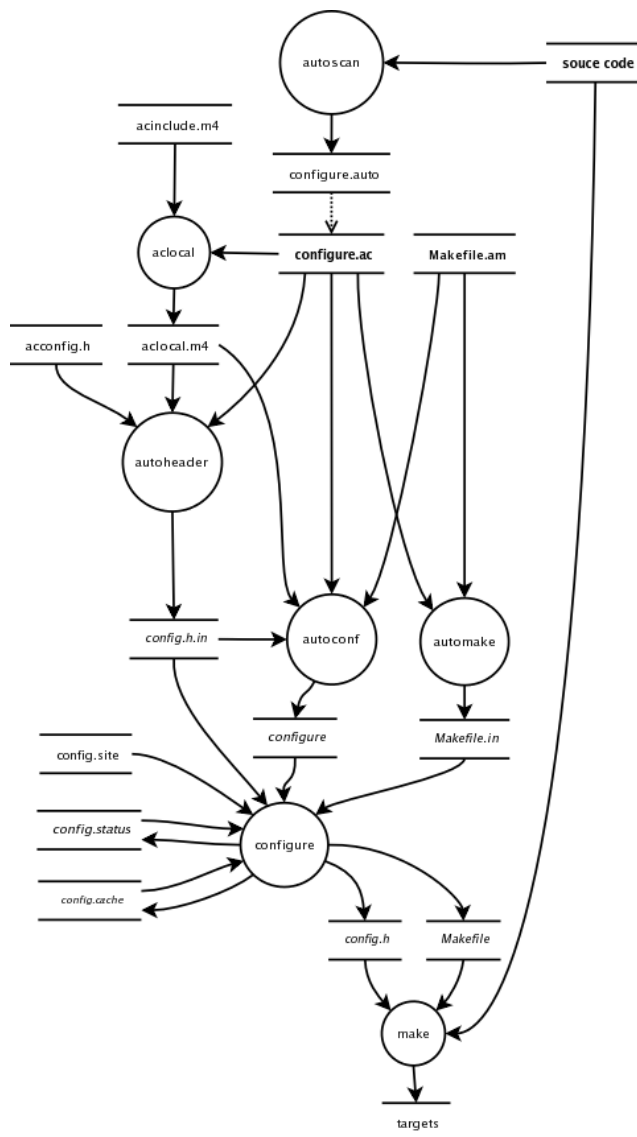 autoscan
souce code
acinclude.m4
configure.auto
aclocal
configure.ac
Makefile.am
acconfig.h
aclocal.m4
autoheader
config.h.in
autoconf
automake
configure
Makefile.in
config.site
config.status
configure
config.cache
config.h
Makefile
make
targets